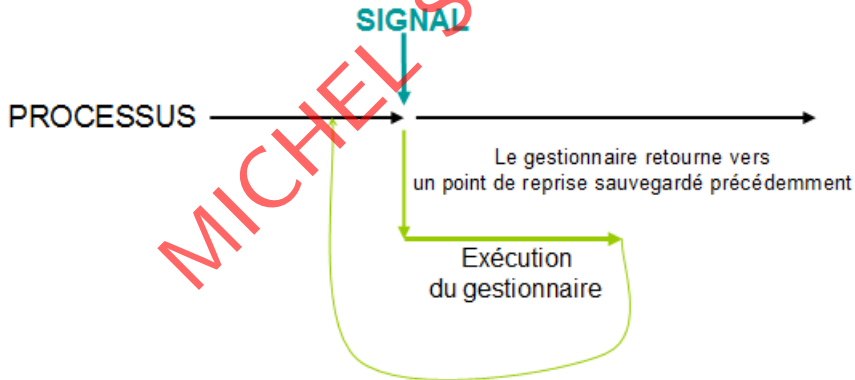 SIGNAL
PROCESSUS
Le gestionnaire retourne vers
un point de reprise sauvegardé précédemment
Exécution
du gestionnaire
MICHEL S